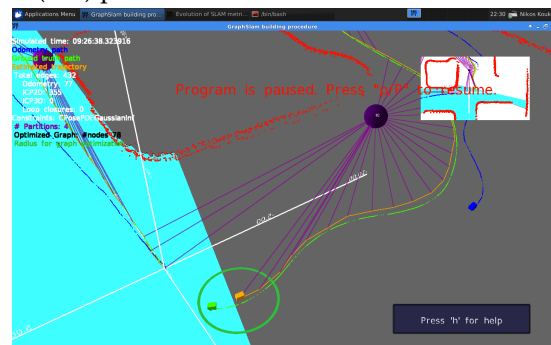 Applications Menu
GraphSlam building pro...
Evolution of SLAM metri...
/bin/bash
22:30
Nikos Kou
GraphSlam building procedure
Simulated time: 09:26:38.323916
Odometry path
Estimated trajectory
Total edges: 432
Odometry: 77
ICP2D: 355
ICP3D: 0
Loop closures: 0
# Partitions: 4
Optimized Graph: #nodes 78
Radius for graph optimization
Program is paused. Press "p/P" to resume.
Press 'h' for help